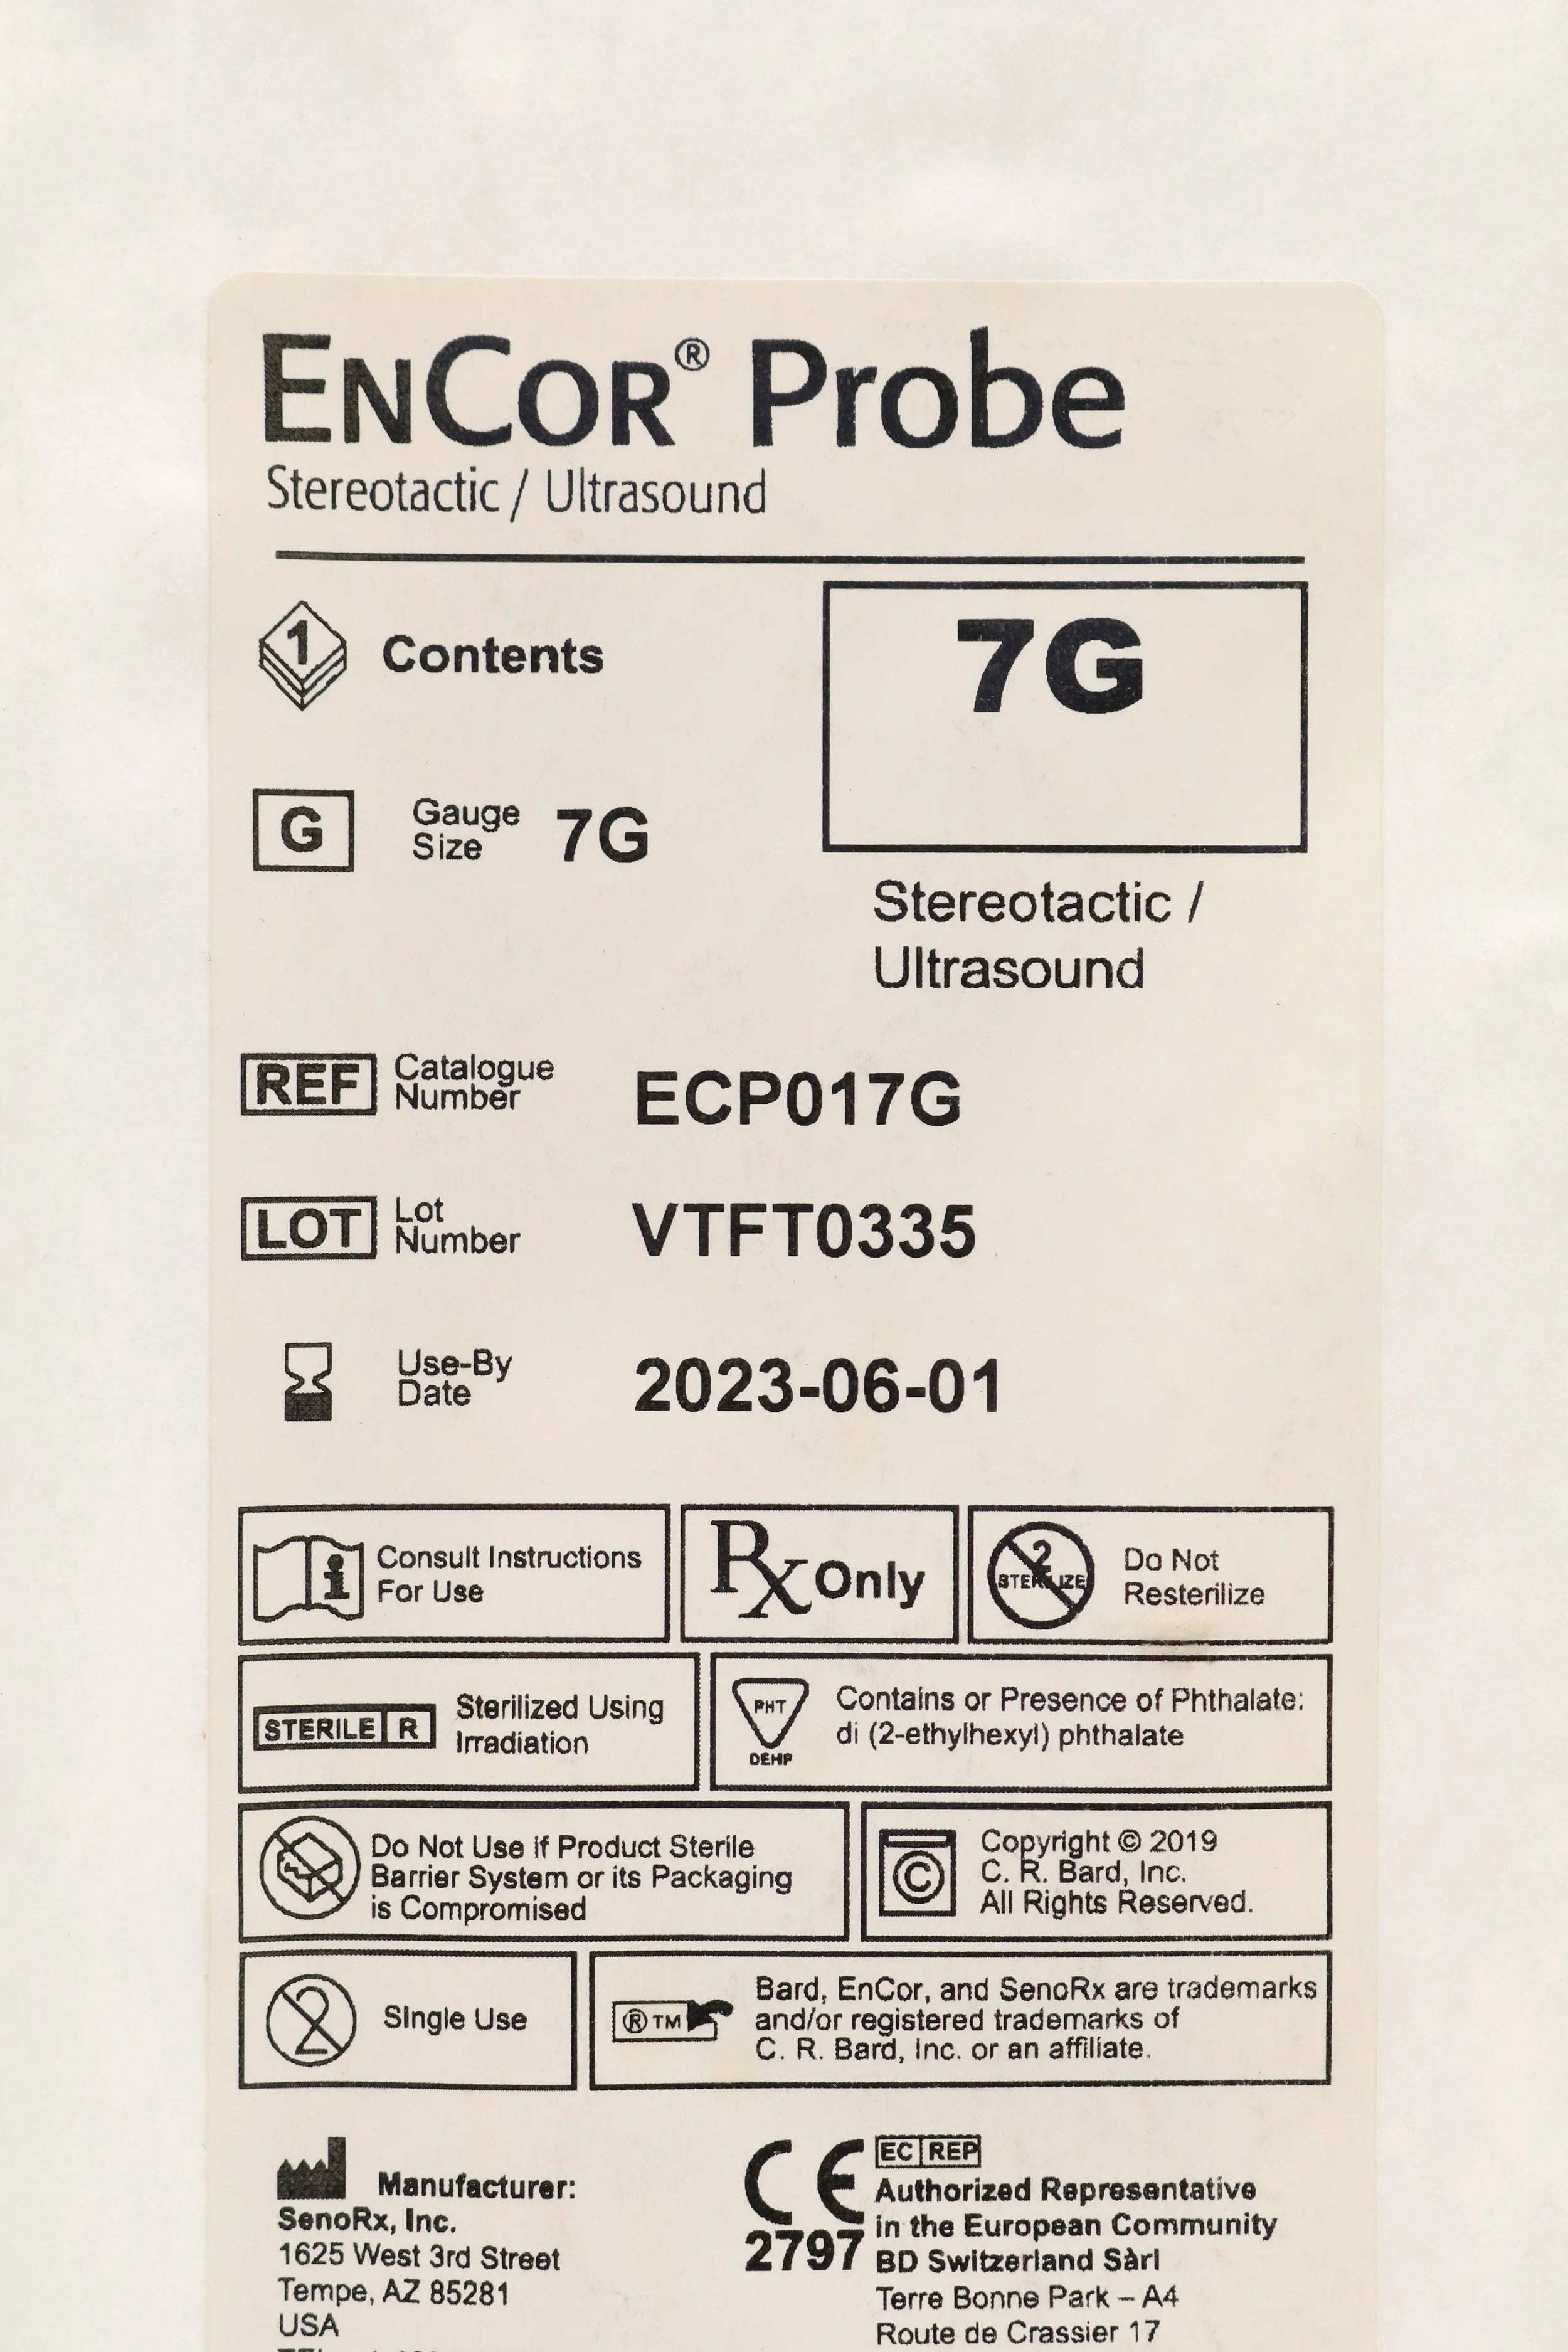 ENCOR® Probe
Stereotactic / Ultrasound
1 Contents
7G
G Gauge Size 7G
Stereotactic /
Ultrasound
REF Catalogue Number ECP017G
LOT Lot Number VTFT0335
Use-By Date 2023-06-01
Consult Instructions
For Use
Rx Only
2
STERILIZE
Do Not
Resterilize
STERILE R
Sterilized Using
Irradiation
PHT
DEHP
Contains or Presence of Phthalate:
di (2-ethylhexyl) phthalate
Do Not Use if Product Sterile
Barrier System or its Packaging
is Compromised
©
Copyright © 2019
C. R. Bard, Inc.
All Rights Reserved.
2
Single Use
® TM
Bard, EnCor, and SenoRx are trademarks
and/or registered trademarks of
C. R. Bard, Inc. or an affiliate.
Manufacturer:
SenoRx, Inc.
1625 West 3rd Street
Tempe, AZ 85281
USA
CE
2797
EC REP
Authorized Representative
in the European Community
BD Switzerland Sàrl
Terre Bonne Park – A4
Route de Crassier 17